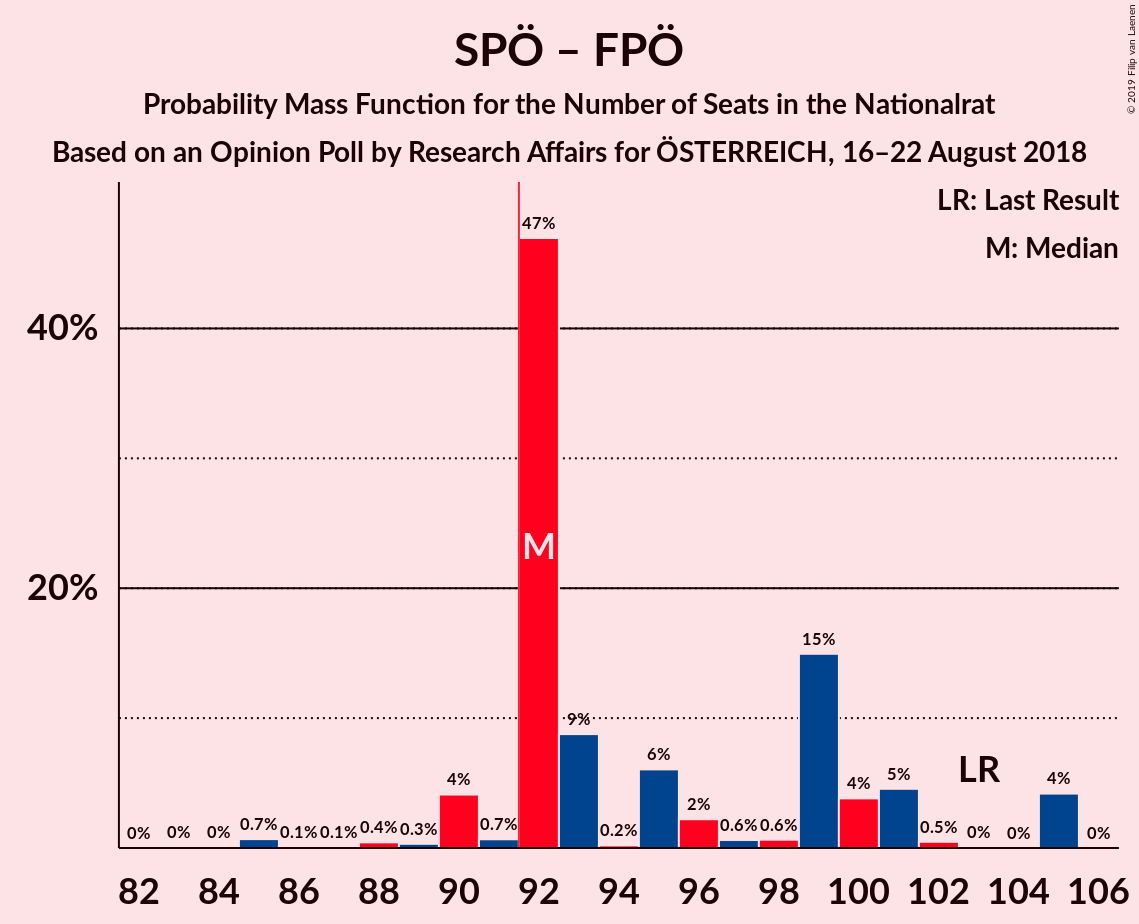 SPÖ – FPÖ
Probability Mass Function for the Number of Seats in the Nationalrat
Based on an Opinion Poll by Research Affairs for ÖSTERREICH, 16–22 August 2018
© 2019 Filip van Laenen
LR: Last Result
M: Median
40%
20%
47%
M
0% 0% 0% 0.7% 0.1% 0.1% 0.4% 0.3% 4% 0.7% 9% 0.2% 6% 2% 0.6% 0.6% 15% 4% 5% 0.5% 0% 0% 4% 0%
LR
82 84 86 88 90 92 94 96 98 100 102 104 106